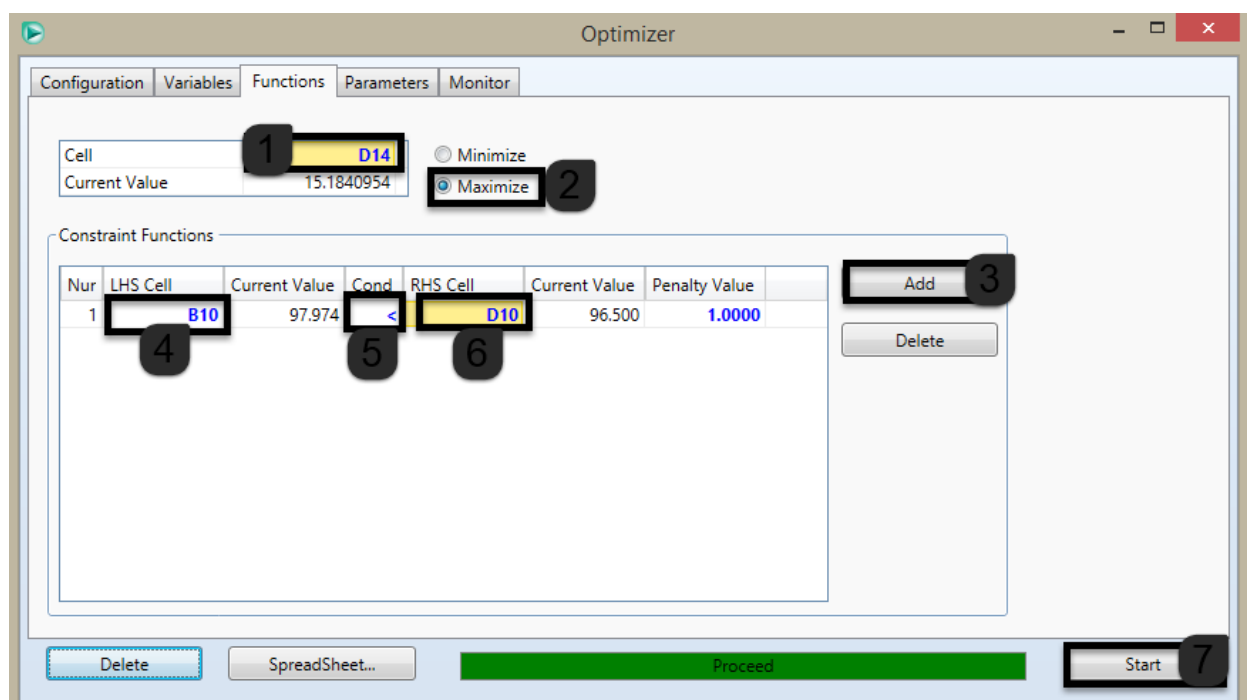 Optimizer
Configuration Variables Functions Parameters Monitor
1
Cell D14 Minimize
Current Value 15.1840954 Maximize 2
Constraint Functions
Nur LHS Cell Current Value Cond RHS Cell Current Value Penalty Value Add 3
1 B10 97.974 < D10 96.500 1.0000
4 5 6 Delete
Delete SpreadSheet... Proceed Start 7